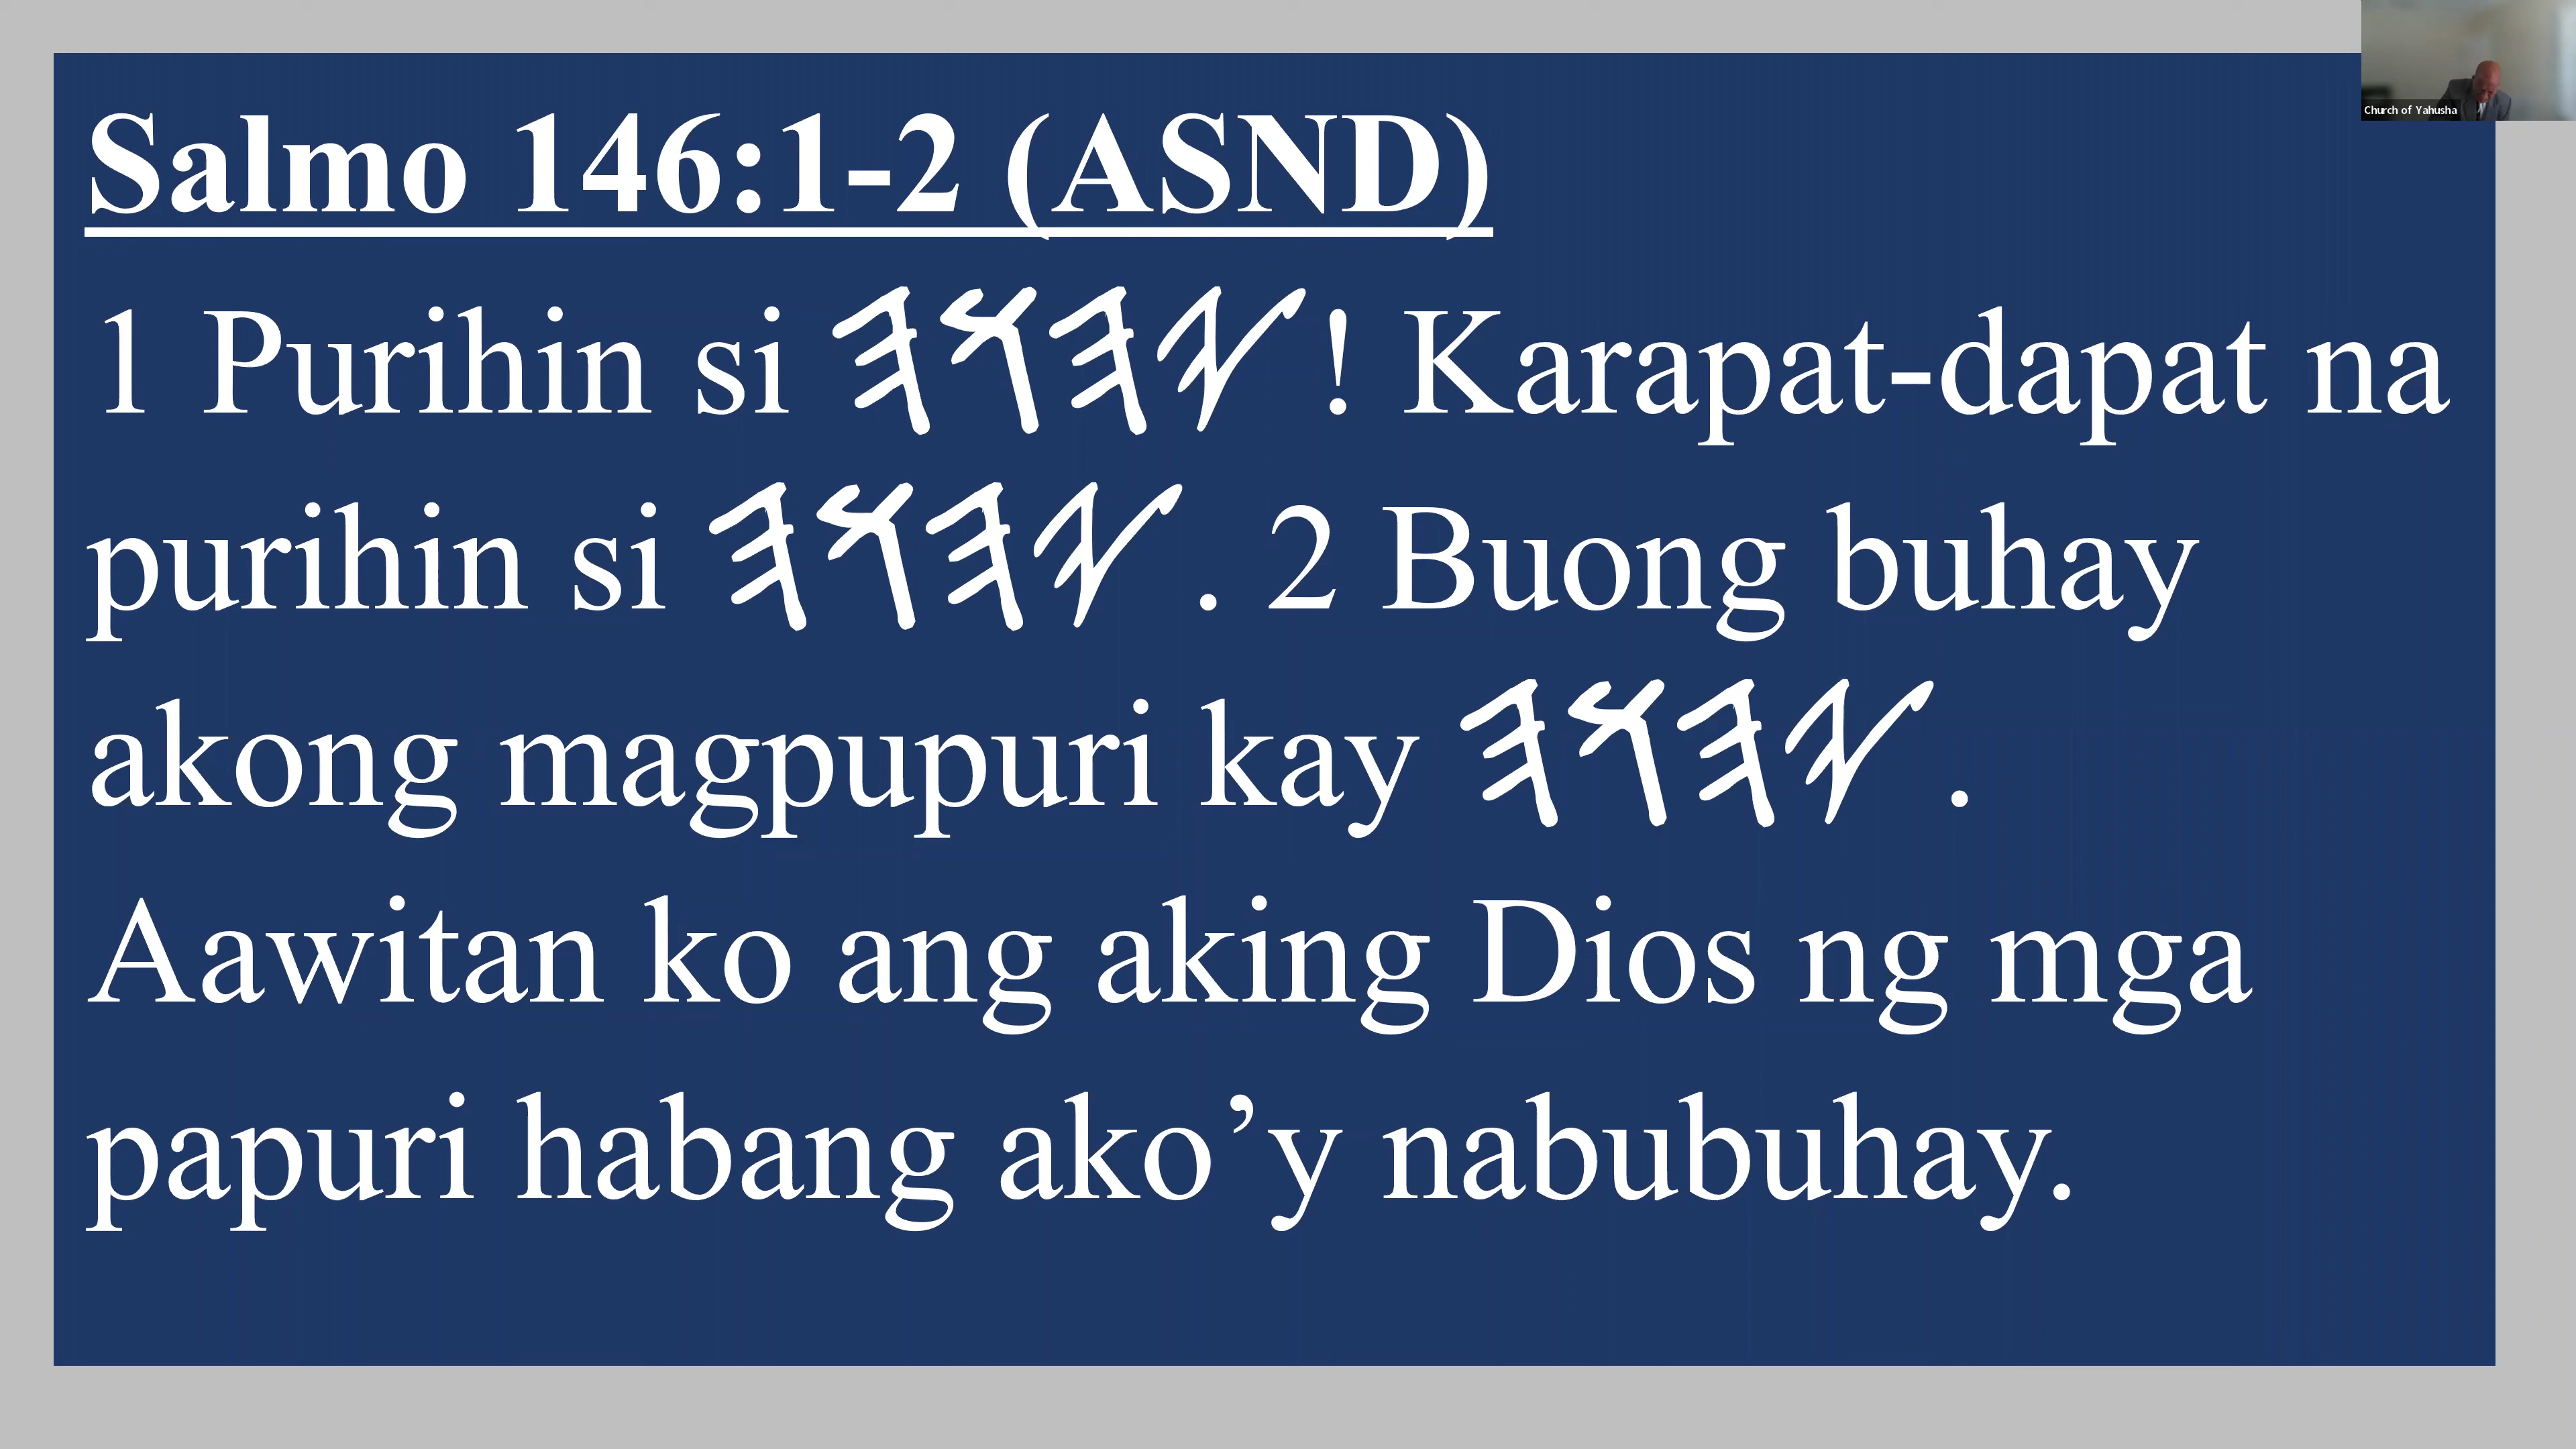 Salmo 146:1-2 (ASND)
1 Purihin si 𐤉𐤄𐤅𐤄! Karapat-dapat na
purihin si 𐤉𐤄𐤅𐤄. 2 Buong buhay
akong magpupuri kay 𐤉𐤄𐤅𐤄.
Aawitan ko ang aking Dios ng mga
papuri habang ako’y nabubuhay.
Church of Yahusha